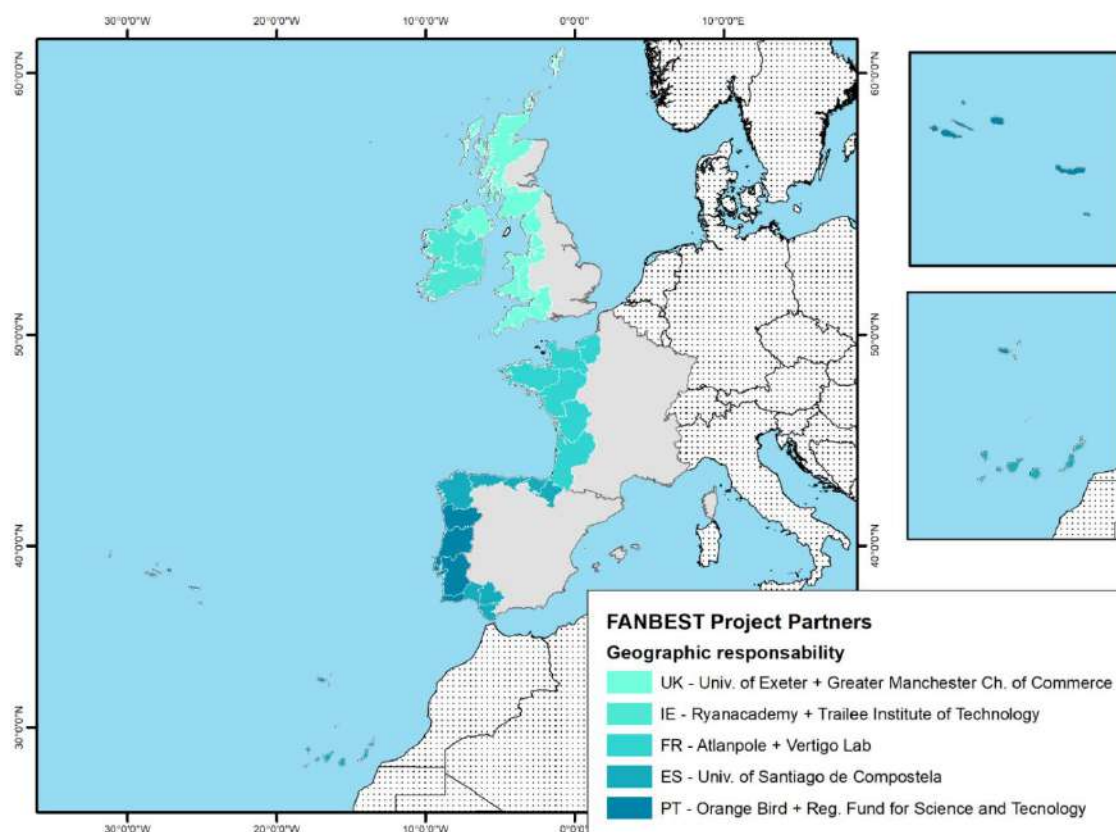 30°0'0"W 20°0'0"W 10°0'0"W 0°0'0" 10°0'0"E
60°0'0"N
60°0'0"N
50°0'0"N
50°0'0"N
40°0'0"N
40°0'0"N
30°0'0"N
30°0'0"W 20°0'0"W 10°0'0"W 0°0'0"
FANBEST Project Partners
Geographic responsability
UK - Univ. of Exeter + Greater Manchester Ch. of Commerce
IE - Ryanacademy + Trailee Institute of Technology
FR - Atlanpole + Vertigo Lab
ES - Univ. of Santiago de Compostela
PT - Orange Bird + Reg. Fund for Science and Tecnology